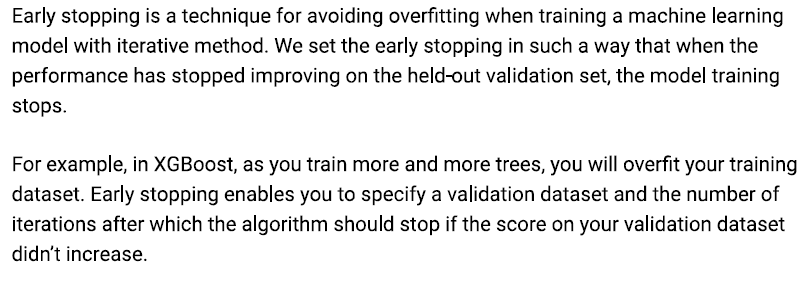 Early stopping is a technique for avoiding overfitting when training a machine learning
model with iterative method. We set the early stopping in such a way that when the
performance has stopped improving on the held-out validation set, the model training
stops.
For example, in XGBoost, as you train more and more trees, you will overfit your training
dataset. Early stopping enables you to specify a validation dataset and the number of
iterations after which the algorithm should stop if the score on your validation dataset
didn’t increase.